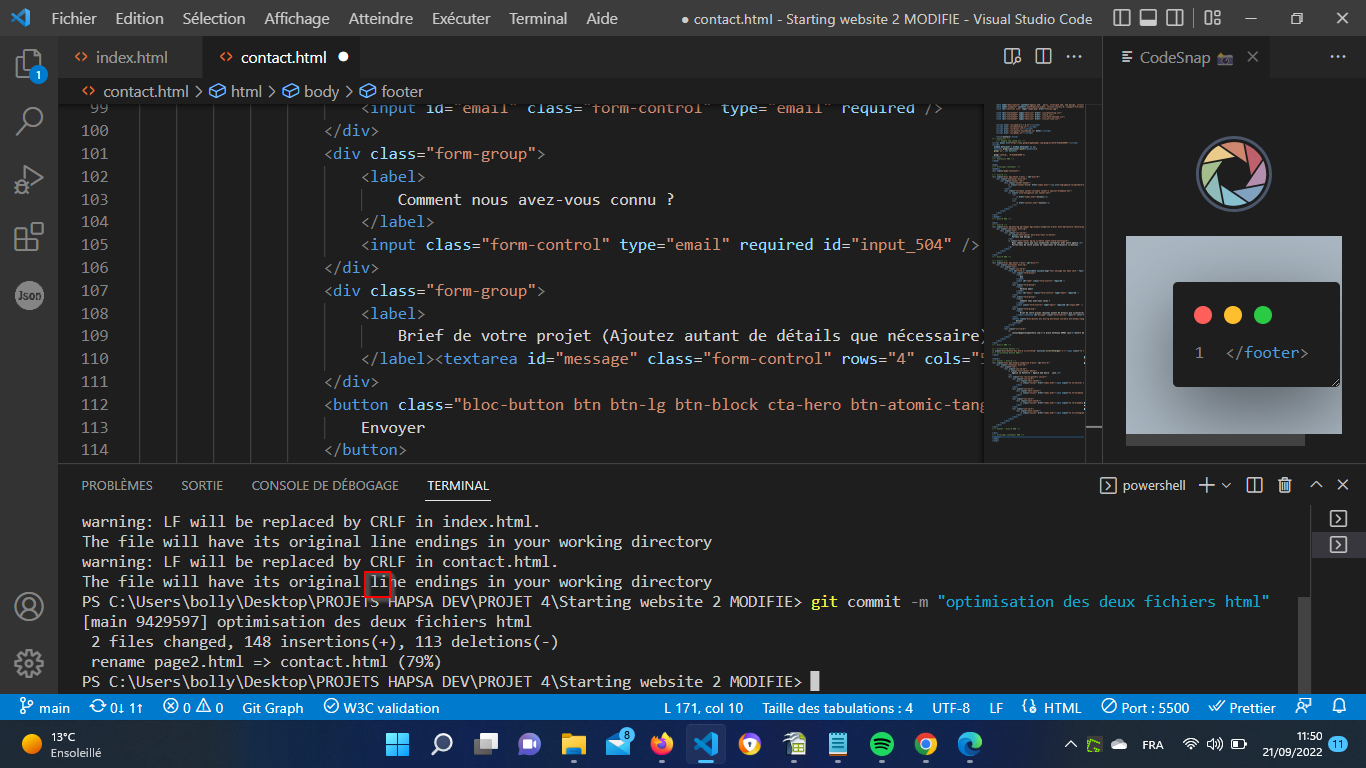 Fichier Edition Sélection Affichage Atteindre Exécuter Terminal Aide ● contact.html - Starting website 2 MODIFIE - Visual Studio Code
index.html contact.html CodeSnap
contact.html > html > body > footer
1
99 <input id="email" class="form-control" type="email" required />
100 </div>
101 <div class="form-group">
102 <label>
103 Comment nous avez-vous connu ?
104 </label>
105 <input class="form-control" type="email" required id="input_504" />
106 </div>
107 <div class="form-group">
108 <label>
109 Brief de votre projet (Ajoutez autant de détails que nécessaire)
110 </label><textarea id="message" class="form-control" rows="4" cols="5
111 </div>
112 <button class="bloc-button btn btn-lg btn-block cta-hero btn-atomic-tang
113 Envoyer
114 </button>
Json
1 </footer>
PROBLÈMES SORTIE CONSOLE DE DÉBOGAGE TERMINAL powershell
warning: LF will be replaced by CRLF in index.html.
The file will have its original line endings in your working directory
warning: LF will be replaced by CRLF in contact.html.
The file will have its original line endings in your working directory
PS C:\Users\bolly\Desktop\PROJETS HAPSA DEV\PROJET 4\Starting website 2 MODIFIE> git commit -m "optimisation des deux fichiers html"
[main 9429597] optimisation des deux fichiers html
2 files changed, 148 insertions(+), 113 deletions(-)
rename page2.html => contact.html (79%)
PS C:\Users\bolly\Desktop\PROJETS HAPSA DEV\PROJET 4\Starting website 2 MODIFIE>
main 0↓ 1↑ 0 0 Git Graph W3C validation L 171, col 10 Taille des tabulations : 4 UTF-8 LF HTML Port : 5500 Prettier
13°C
Ensoleillé
8
FRA
11:50
21/09/2022
11